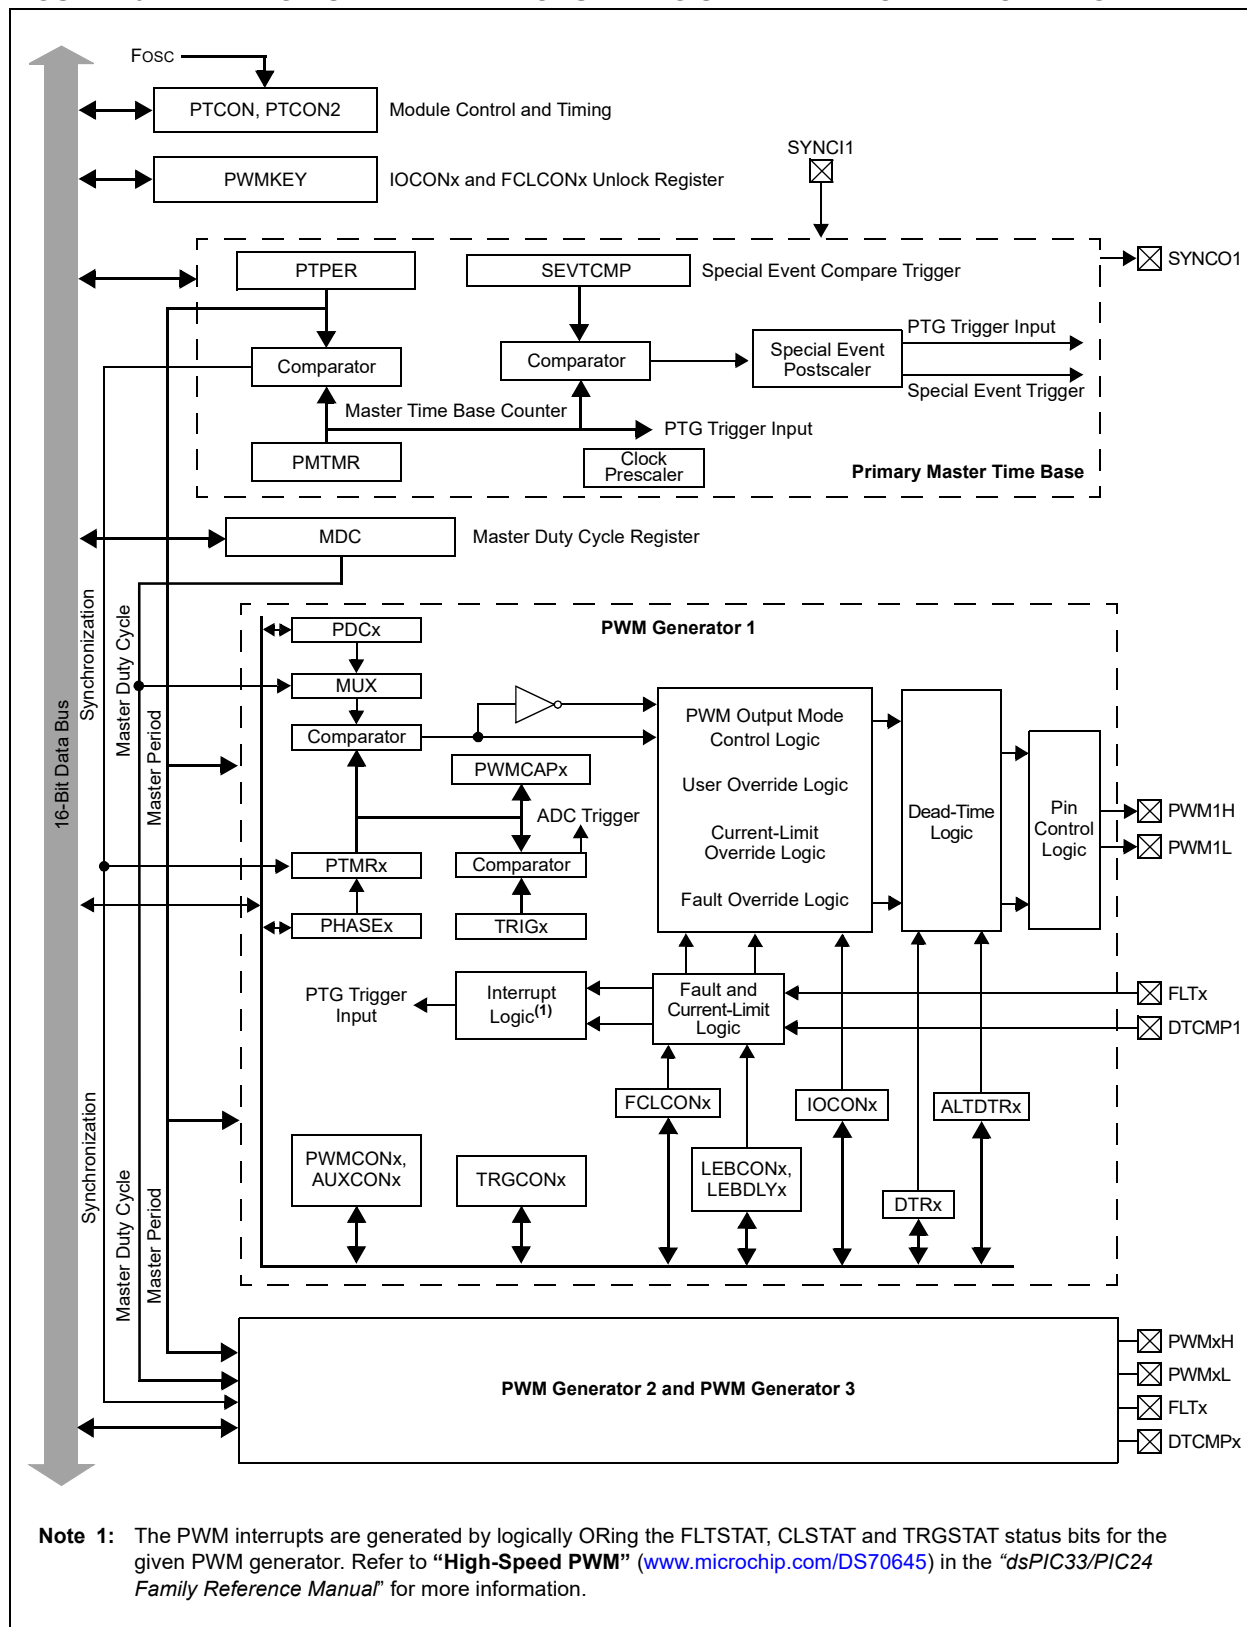 FOSC
PTCON, PTCON2
Module Control and Timing
SYNCI1
PWMKEY
IOCONx and FCLCONx Unlock Register
PTPER
SEVTCMP
Special Event Compare Trigger
SYNCO1
PTG Trigger Input
Comparator
Comparator
Special Event
Postscaler
Special Event Trigger
Master Time Base Counter
PTG Trigger Input
PMTMR
Clock
Prescaler
Primary Master Time Base
MDC
Master Duty Cycle Register
16-Bit Data Bus
Synchronization
Master Duty Cycle
Master Period
PWM Generator 1
PDCx
MUX
Comparator
PWMCAPx
ADC Trigger
PTMRx
Comparator
PHASEx
TRIGx
PWM Output Mode
Control Logic
User Override Logic
Current-Limit
Override Logic
Fault Override Logic
Dead-Time
Logic
Pin
Control
Logic
PWM1H
PWM1L
PTG Trigger
Input
Interrupt
Logic(1)
Fault and
Current-Limit
Logic
FLTx
DTCMP1
FCLCONx
IOCONx
ALTDTRx
Synchronization
Master Duty Cycle
Master Period
PWMCONx,
AUXCONx
TRGCONx
LEBCONx,
LEBDLYx
DTRx
PWM Generator 2 and PWM Generator 3
PWMxH
PWMxL
FLTx
DTCMPx
Note 1: The PWM interrupts are generated by logically ORing the FLTSTAT, CLSTAT and TRGSTAT status bits for the
given PWM generator. Refer to “High-Speed PWM” (www.microchip.com/DS70645) in the “dsPIC33/PIC24
Family Reference Manual” for more information.